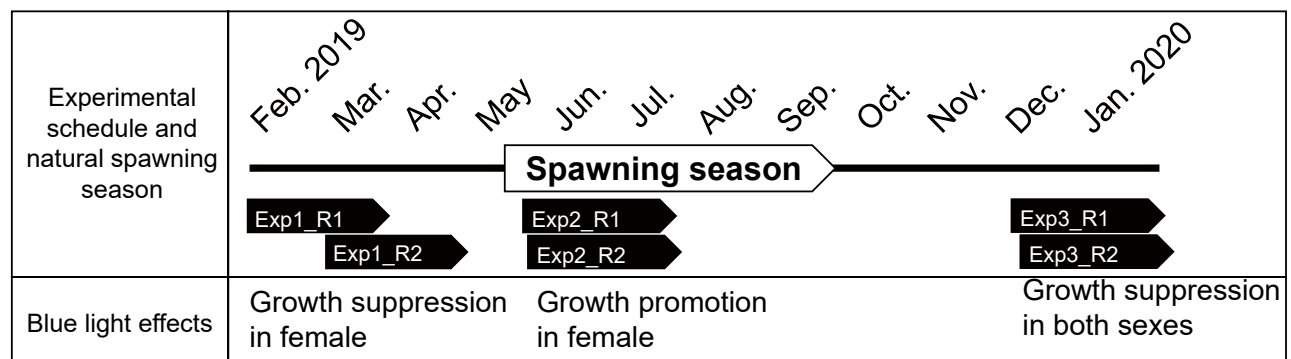 Experimental
schedule and
natural spawning
season
Feb. 2019
Mar.
Apr.
May
Jun.
Jul.
Aug.
Sep.
Oct.
Nov.
Dec.
Jan. 2020
Spawning season
Exp1_R1
Exp2_R1
Exp3_R1
Exp1_R2
Exp2_R2
Exp3_R2
Blue light effects
Growth suppression
in female
Growth promotion
in female
Growth suppression
in both sexes